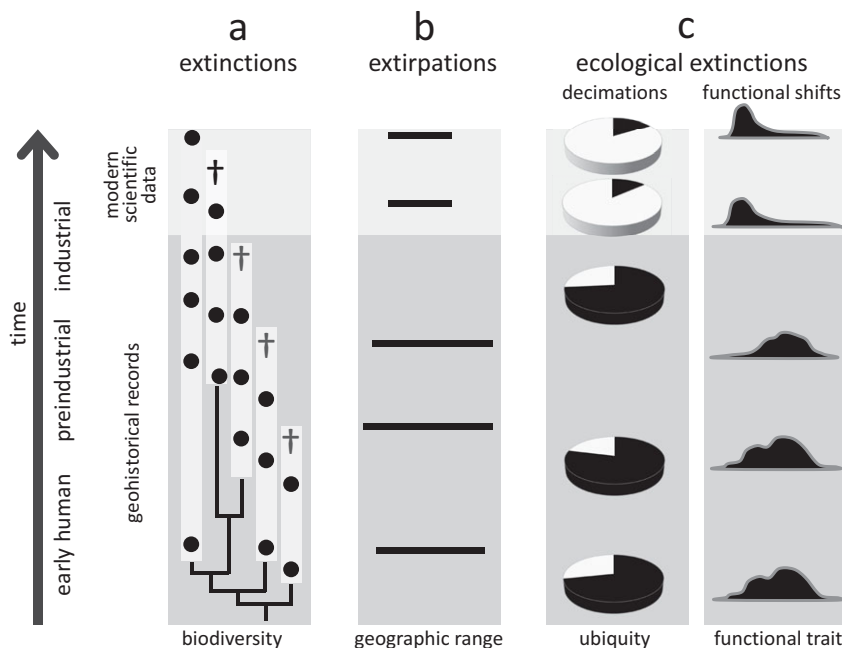 a
b
c
extinctions
extirpations
ecological extinctions
decimations
functional shifts
time
early human
preindustrial
industrial
geohistorical records
modern
scientific
data
†
†
†
†
biodiversity
geographic range
ubiquity
functional trait